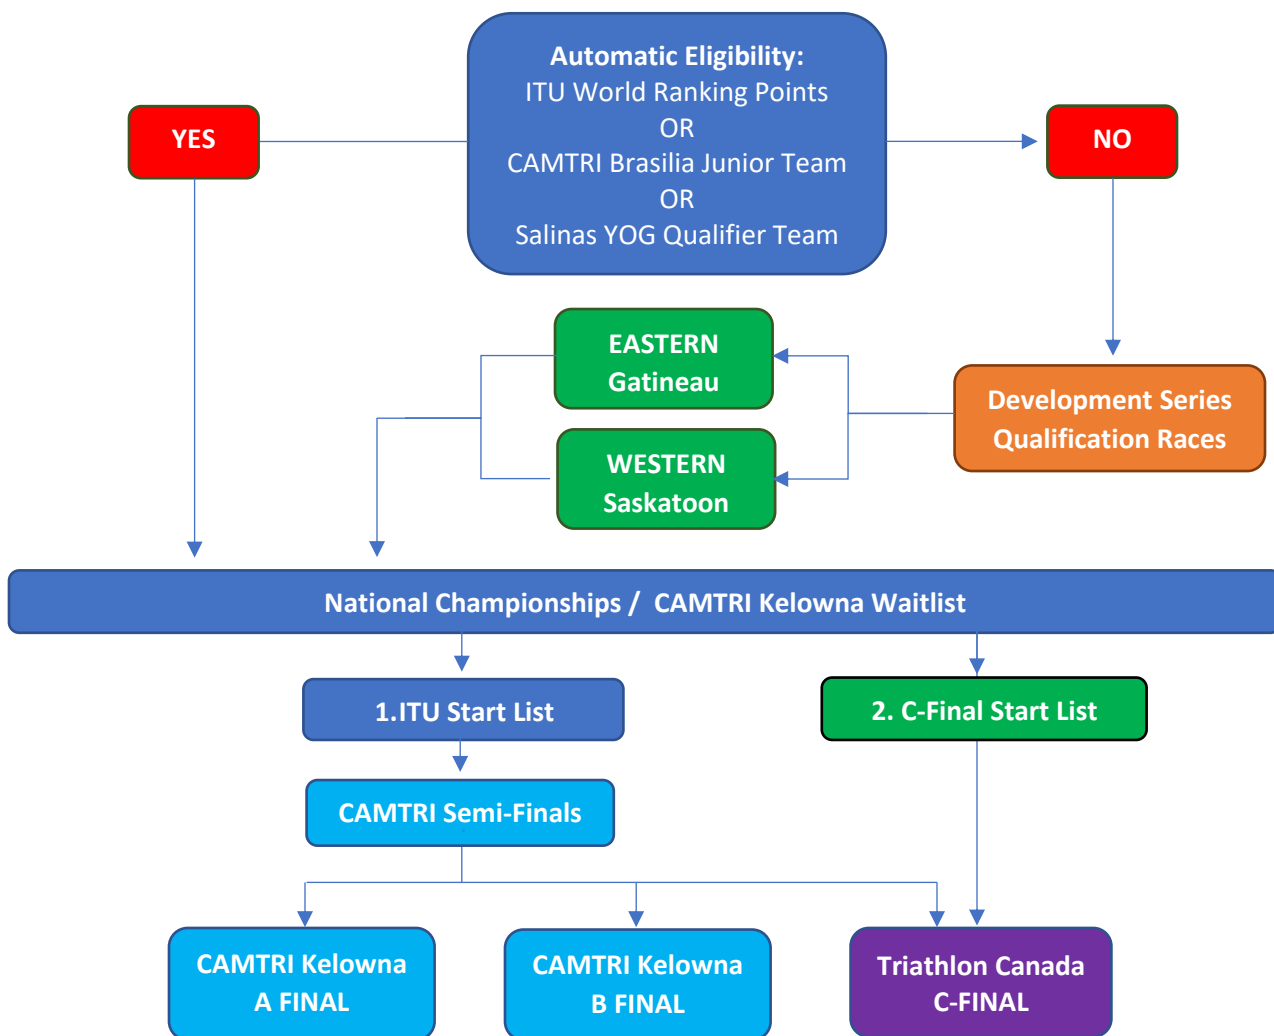 Automatic Eligibility:
ITU World Ranking Points
OR
CAMTRI Brasilia Junior Team
OR
Salinas YOG Qualifier Team
YES
NO
EASTERN
Gatineau
WESTERN
Saskatoon
Development Series
Qualification Races
National Championships / CAMTRI Kelowna Waitlist
1.ITU Start List
2. C-Final Start List
CAMTRI Semi-Finals
CAMTRI Kelowna
A FINAL
CAMTRI Kelowna
B FINAL
Triathlon Canada
C-FINAL